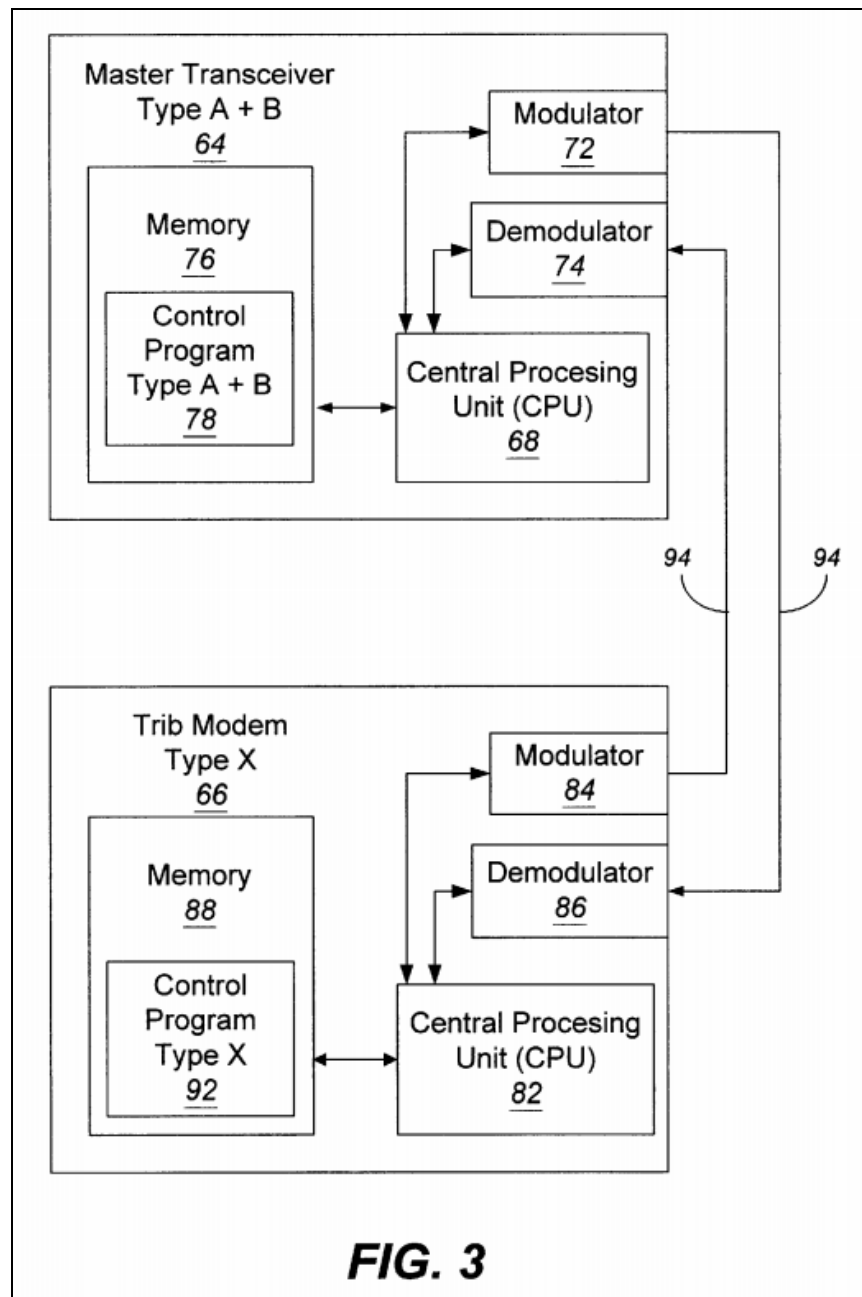 Master Transceiver
Type A + B
64
Modulator
72
Memory
76
Demodulator
74
Control
Program
Type A + B
78
Central Procesing
Unit (CPU)
68
94
94
Trib Modem
Type X
66
Modulator
84
Memory
88
Demodulator
86
Control
Program
Type X
92
Central Procesing
Unit (CPU)
82
FIG. 3